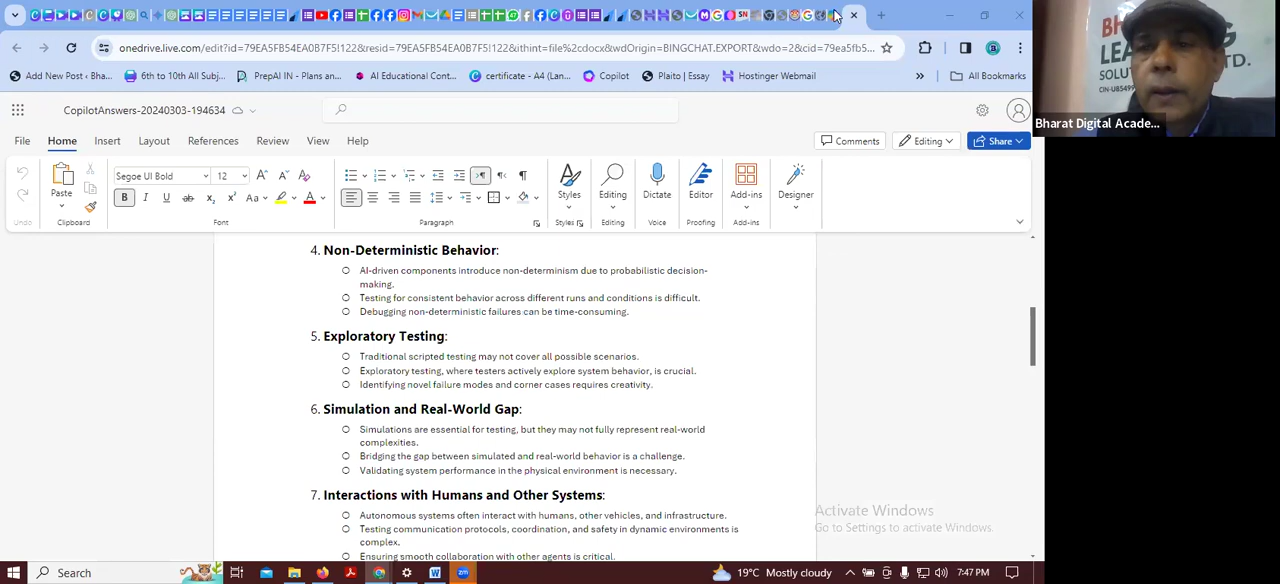 onedrive.live.com/edit?id=79EA5FB54EA0B7F5!122&resid=79EA5FB54EA0B7F5!122&ithint=file%2cdocx&wdOrigin=BINGCHAT.EXPORT&wdo=2&cid=79ea5fb5...
Add New Post ‹ Bha...
6th to 10th All Subj...
PrepAI IN - Plans an...
AI Educational Cont...
certificate - A4 (Lan...
Copilot
Plaito | Essay
Hostinger Webmail
»
All Bookmarks
CopilotAnswers-20240303-194634
File Home Insert Layout References Review View Help
Comments Editing Share
Segoe UI Bold 12
Paste Styles Editing Dictate Editor Add-ins Designer
Undo Clipboard Font Paragraph Styles Editing Voice Proofing Add-ins
4. Non-Deterministic Behavior:
AI-driven components introduce non-determinism due to probabilistic decision-
making.
Testing for consistent behavior across different runs and conditions is difficult.
Debugging non-deterministic failures can be time-consuming.
5. Exploratory Testing:
Traditional scripted testing may not cover all possible scenarios.
Exploratory testing, where testers actively explore system behavior, is crucial.
Identifying novel failure modes and corner cases requires creativity.
6. Simulation and Real-World Gap:
Simulations are essential for testing, but they may not fully represent real-world
complexities.
Bridging the gap between simulated and real-world behavior is a challenge.
Validating system performance in the physical environment is necessary.
7. Interactions with Humans and Other Systems:
Autonomous systems often interact with humans, other vehicles, and infrastructure.
Testing communication protocols, coordination, and safety in dynamic environments is
complex.
Ensuring smooth collaboration with other agents is critical.
Activate Windows
Go to Settings to activate Windows.
Search
19°C Mostly cloudy
7:47 PM
Bharat Digital Acade...